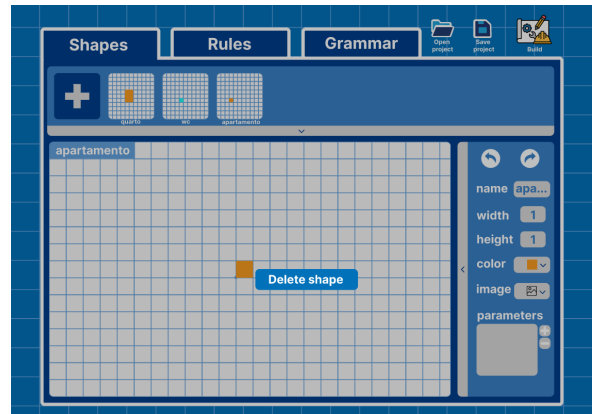 Shapes
Rules
Grammar
Open
project
Save
project
Build
quarto
wc
apartamento
apartamento
name apa...
width 1
height 1
color
image
parameters
Delete shape